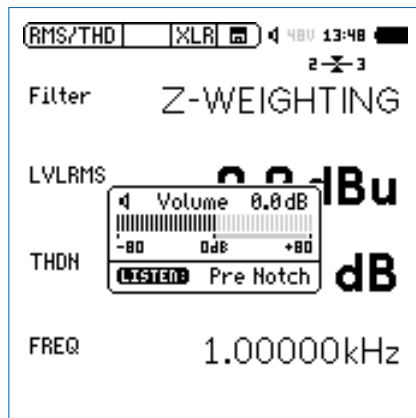 RMS/THD XLR 48V 13:48
2 3
Filter Z-WEIGHTING
LVLRMS dBu
Volume 0.0dB
-80 0dB +80
THDN dB
LISTEN: Pre Notch
FREQ 1.00000kHz